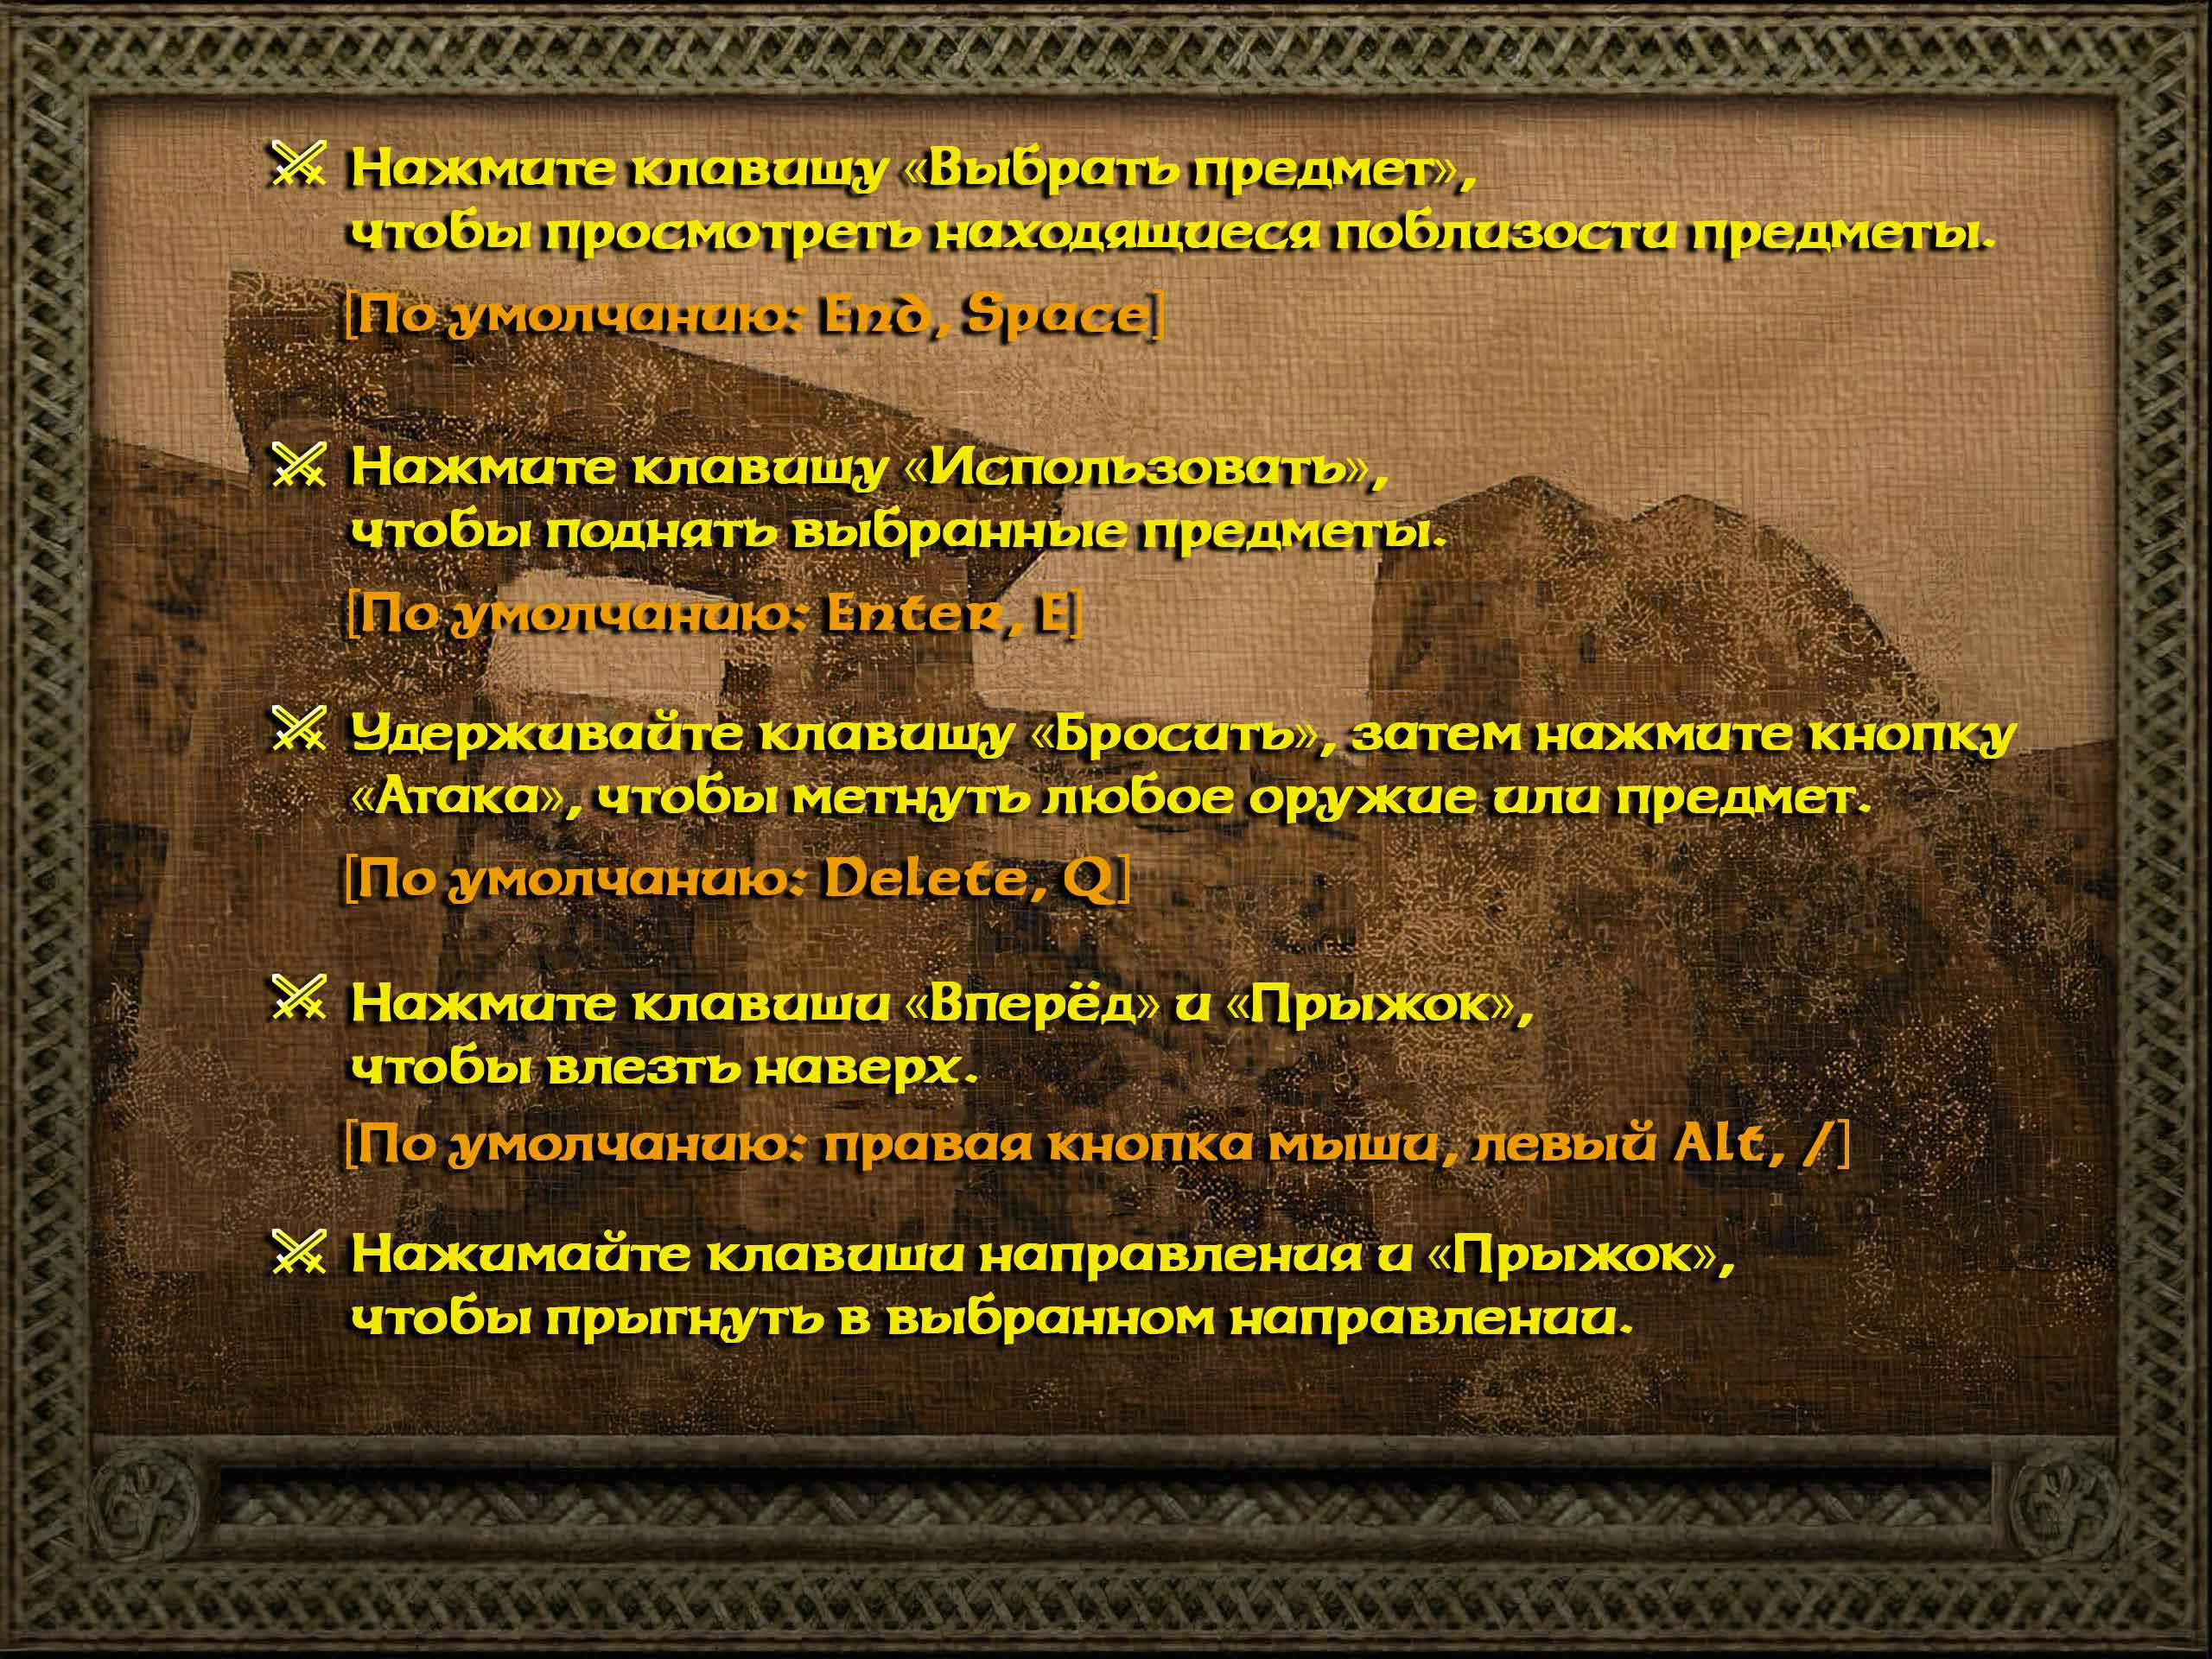 Нажмите клавишу «Выбрать предмет»,
чтобы просмотреть находящиеся поблизости предметы.
[По умолчанию: End, Space]
Нажмите клавишу «Использовать»,
чтобы поднять выбранные предметы.
[По умолчанию: Enter, E]
Удерживайте клавишу «Бросить», затем нажмите кнопку
«Атака», чтобы метнуть любое оружие или предмет.
[По умолчанию: Delete, Q]
Нажмите клавиши «Вперёд» и «Прыжок»,
чтобы влезть наверх.
[По умолчанию: правая кнопка мыши, левый Alt, /]
Нажимайте клавиши направления и «Прыжок»,
чтобы прыгнуть в выбранном направлении.